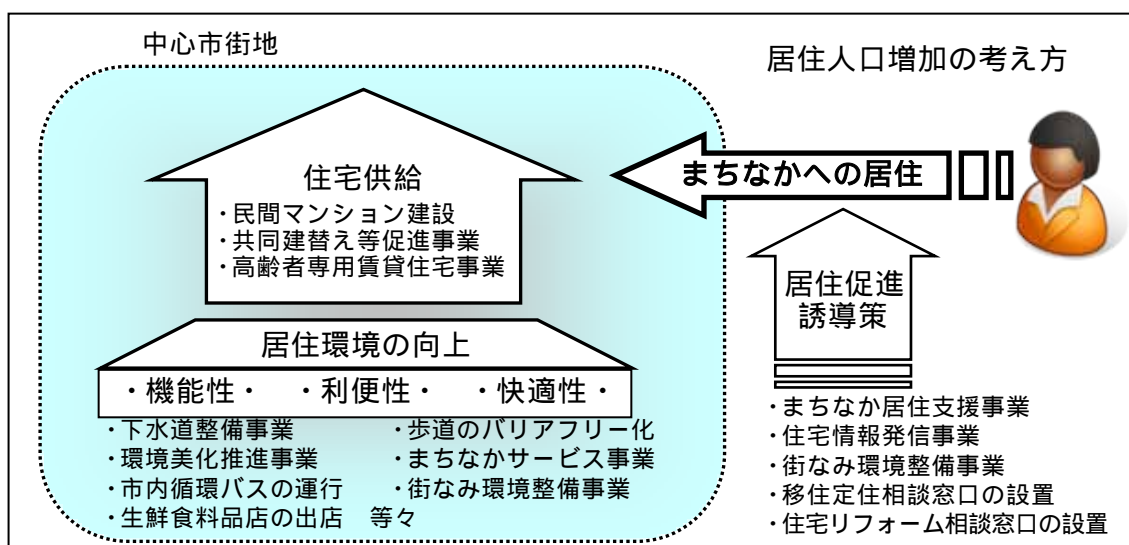 中心市街地
居住人口増加の考え方
まちなかへの居住
住宅供給
・民間マンション建設
・共同建替え等促進事業
・高齢者専用賃貸住宅事業
居住環境の向上
・機能性・ ・利便性・ ・快適性・
・下水道整備事業 ・歩道のバリアフリー化
・環境美化推進事業 ・まちなかサービス事業
・市内循環バスの運行 ・街なみ環境整備事業
・生鮮食料品店の出店 等々
居住促進
誘導策
・まちなか居住支援事業
・住宅情報発信事業
・街なみ環境整備事業
・移住定住相談窓口の設置
・住宅リフォーム相談窓口の設置